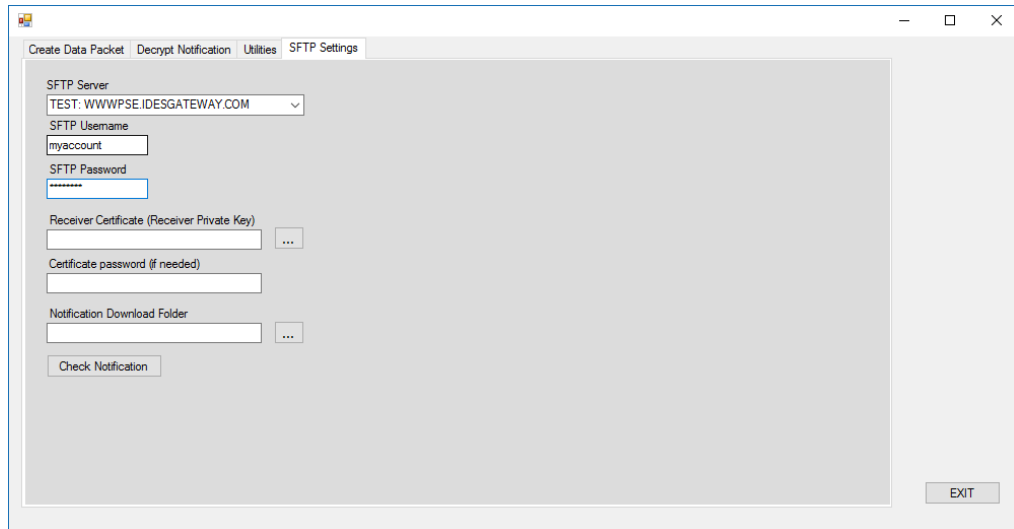 Create Data Packet Decrypt Notification Utilities SFTP Settings
SFTP Server
TEST: WWWPSE.IDESGATEWAY.COM
SFTP Username
myaccount
SFTP Password
********
Receiver Certificate (Receiver Private Key)
...
Certificate password (if needed)
Notification Download Folder
...
Check Notification
EXIT